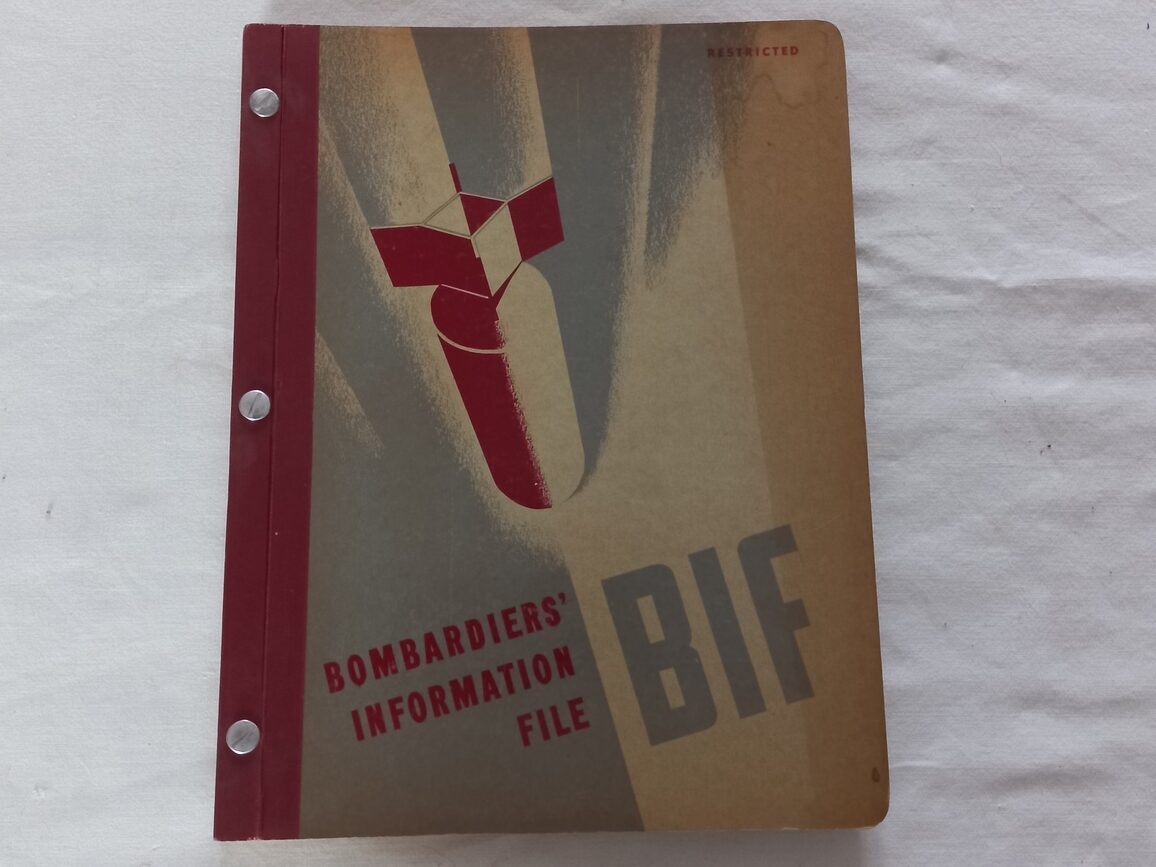 RESTRICTED
BOMBARDIERS'
INFORMATION
FILE
BIF